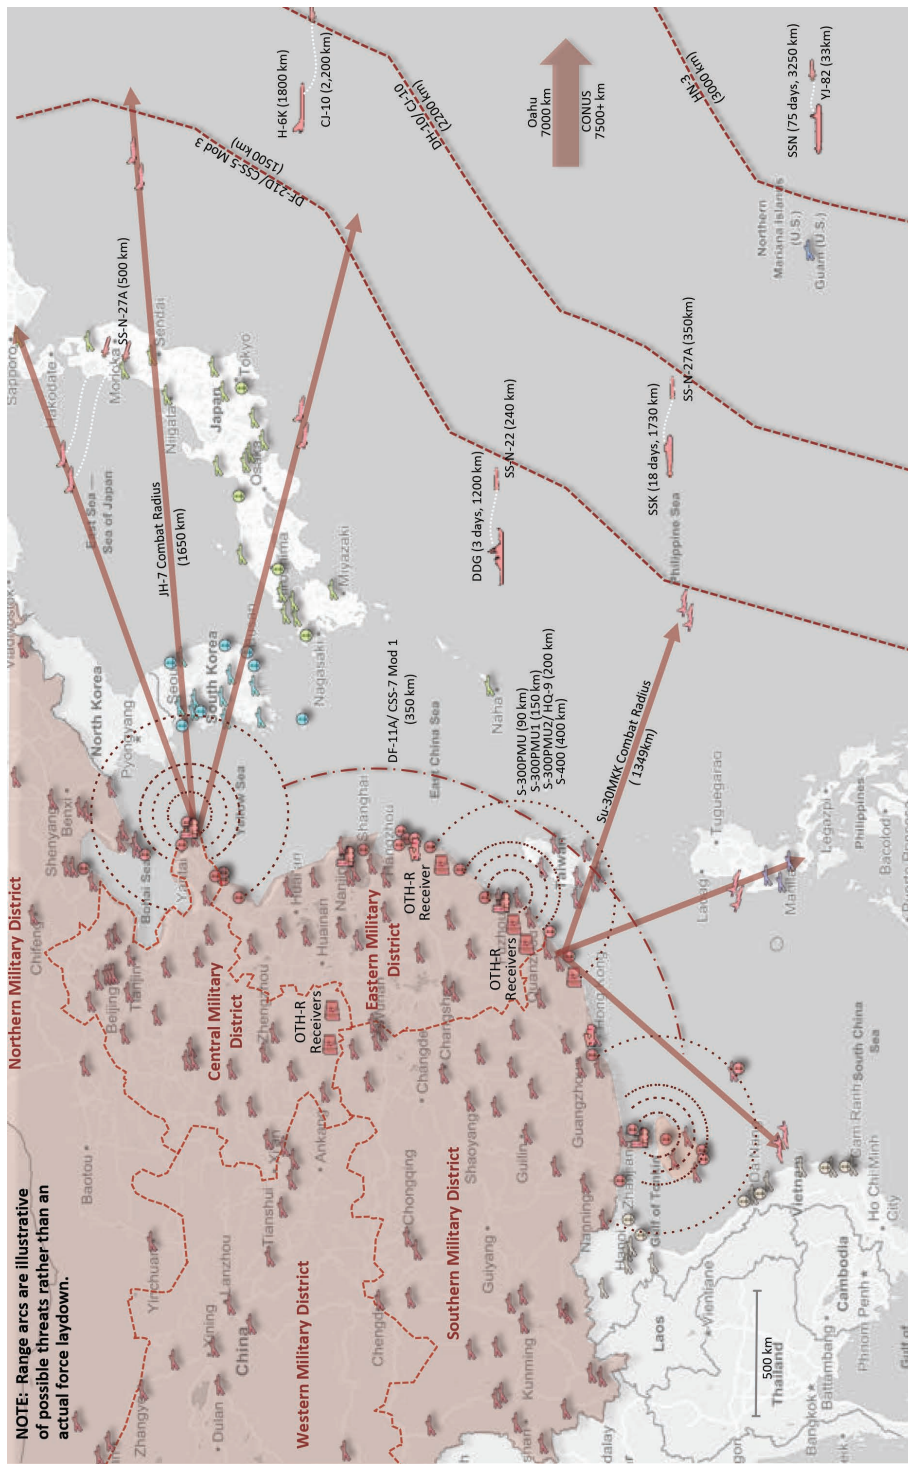 NOTE:  Range arcs are illustrative
of possible threats rather than an
actual force laydown.
Northern Military District
Central Military
District
Eastern Military
District
Western Military District
Southern Military District
OTH-R
Receivers
OTH-R
Receivers
OTH-R
Receiver
JH-7 Combat Radius
(1650 km)
SS-N-27A (500 km)
H-6K (1800 km)
CJ-10 (2,200 km)
DF-21D/CSS-5 Mod 3
(1500 km)
DH-10/ CJ-10
(2200 km)
HN-3
(3000 km)
Oahu
7000 km
CONUS
7500+ km
SSN (75 days, 3250 km)
YJ-82 (33km)
DDG (3 days, 1200 km)
SS-N-22 (240 km)
SSK (18 days, 1730 km)
SS-N-27A (350km)
DF-11A/ CSS-7 Mod 1
(350 km)
S-300PMU (90 km)
S-300PMU1 (150 km)
S-300PMU2/ HQ-9 (200 km)
S-400 (400 km)
Su-30MKK Combat Radius
( 1349km)
500 km
Chifeng
Shenyang
Benxi
Vladivostok
Sapporo
Hakodate
Morioka
Sendai
Niigata
Japan
Tokyo
Osaka
Miyazaki
Nagasaki
East Sea —
Sea of Japan
North Korea
Pyongyang
South Korea
Yellow Sea
Baotou
Beijing
Tianjin
Yinchuan
Lanzhou
China
Dulan
Tianshui
Ankang
Zhengzhou
Huainan
Shanghai
Hangzhou
East China Sea
Naha
Chongqing
Changde
Changsha
Shaoyang
Guiyang
Guilin
Kunming
Nanning
Guangzhou
Hong Kong
Taiwan
Gulf of Tonkin
Philippine Sea
Northern
Mariana Islands
(U.S.)
Guam (U.S.)
Laoag
Tuguegarao
Manila
Legazpi
Philippines
Bacolod
South China
Sea
Laos
Vientiane
Thailand
Bangkok
Battambang
Cambodia
Phnom Penh
Vietnam
Cam Ranh
Ho Chi Minh
City
Gulf of